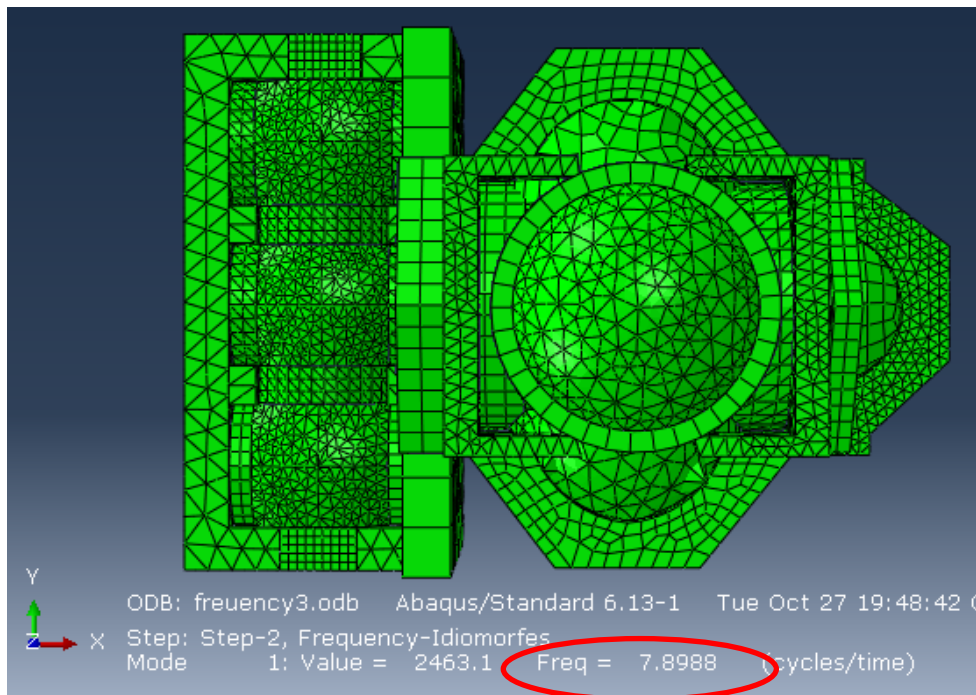 Y
Z X
ODB: freuency3.odb Abaqus/Standard 6.13-1 Tue Oct 27 19:48:42
Step: Step-2, Frequency-Idiomorfes
Mode 1: Value = 2463.1 Freq = 7.8988 (cycles/time)